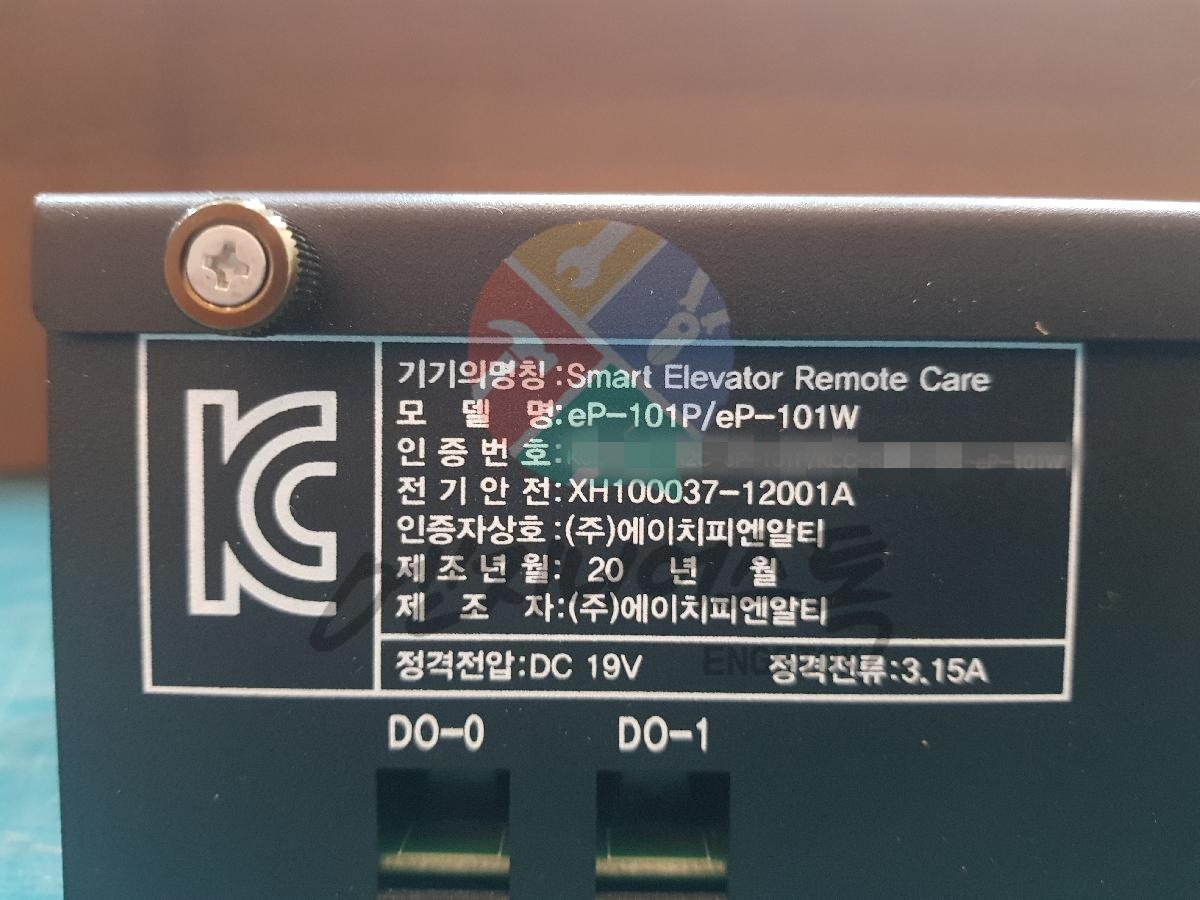 KC
기기의명칭 :Smart Elevator Remote Care
모 델 명:eP-101P/eP-101W
인 증 번 호:
전 기 안 전:XH100037-12001A
인증자상호 :(주)에이치피엔알티
제 조 년 월: 20 년 월
제 조 자:(주)에이치피엔알티
정격전압:DC 19V 정격전류:3.15A
DO-0 DO-1